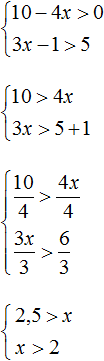 10 − 4x > 0
3x − 1 > 5
10 > 4x
3x > 5 + 1
10/4 > 4x/4
3x/3 > 6/3
2,5 > x
x > 2